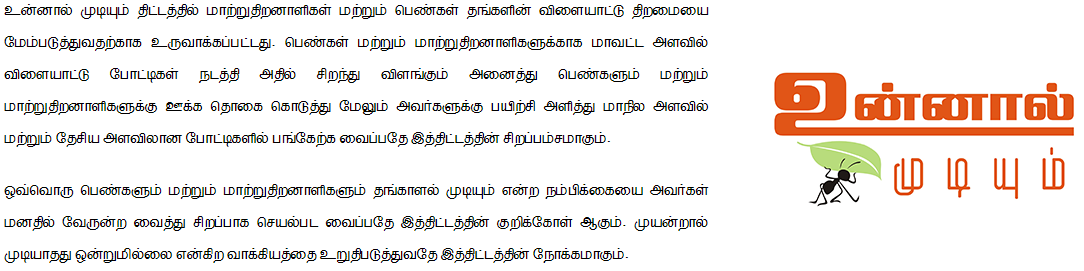 உன்னால் முடியும் திட்டத்தில் மாற்றுதிறனாளிகள் மற்றும் பெண்கள் தங்களின் விளையாட்டு திறமையை
மேம்படுத்துவதற்காக உருவாக்கப்பட்டது. பெண்கள் மற்றும் மாற்றுதிறனாளிகளுக்காக மாவட்ட அளவில்
விளையாட்டு போட்டிகள் நடத்தி அதில் சிறந்து விளங்கும் அனைத்து பெண்களும் மற்றும்
மாற்றுதிறனாளிகளுக்கு ஊக்க தொகை கொடுத்து மேலும் அவர்களுக்கு பயிற்சி அளித்து மாநில அளவில்
மற்றும் தேசிய அளவிலான போட்டிகளில் பங்கேற்க வைப்பதே இத்திட்டத்தின் சிறப்பம்சமாகும்.
ஒவ்வொரு பெண்களும் மற்றும் மாற்றுதிறனாளிகளும் தங்காளல் முடியும் என்ற நம்பிக்கையை அவர்கள்
மனதில் வேருன்ற வைத்து சிறப்பாக செயல்பட வைப்பதே இத்திட்டத்தின் குறிக்கோள் ஆகும். முயன்றால்
முடியாதது ஒன்றுமில்லை என்கிற வாக்கியத்தை உறுதிபடுத்துவதே இத்திட்டத்தின் நோக்கமாகும்.
உன்னால்
முடியும்